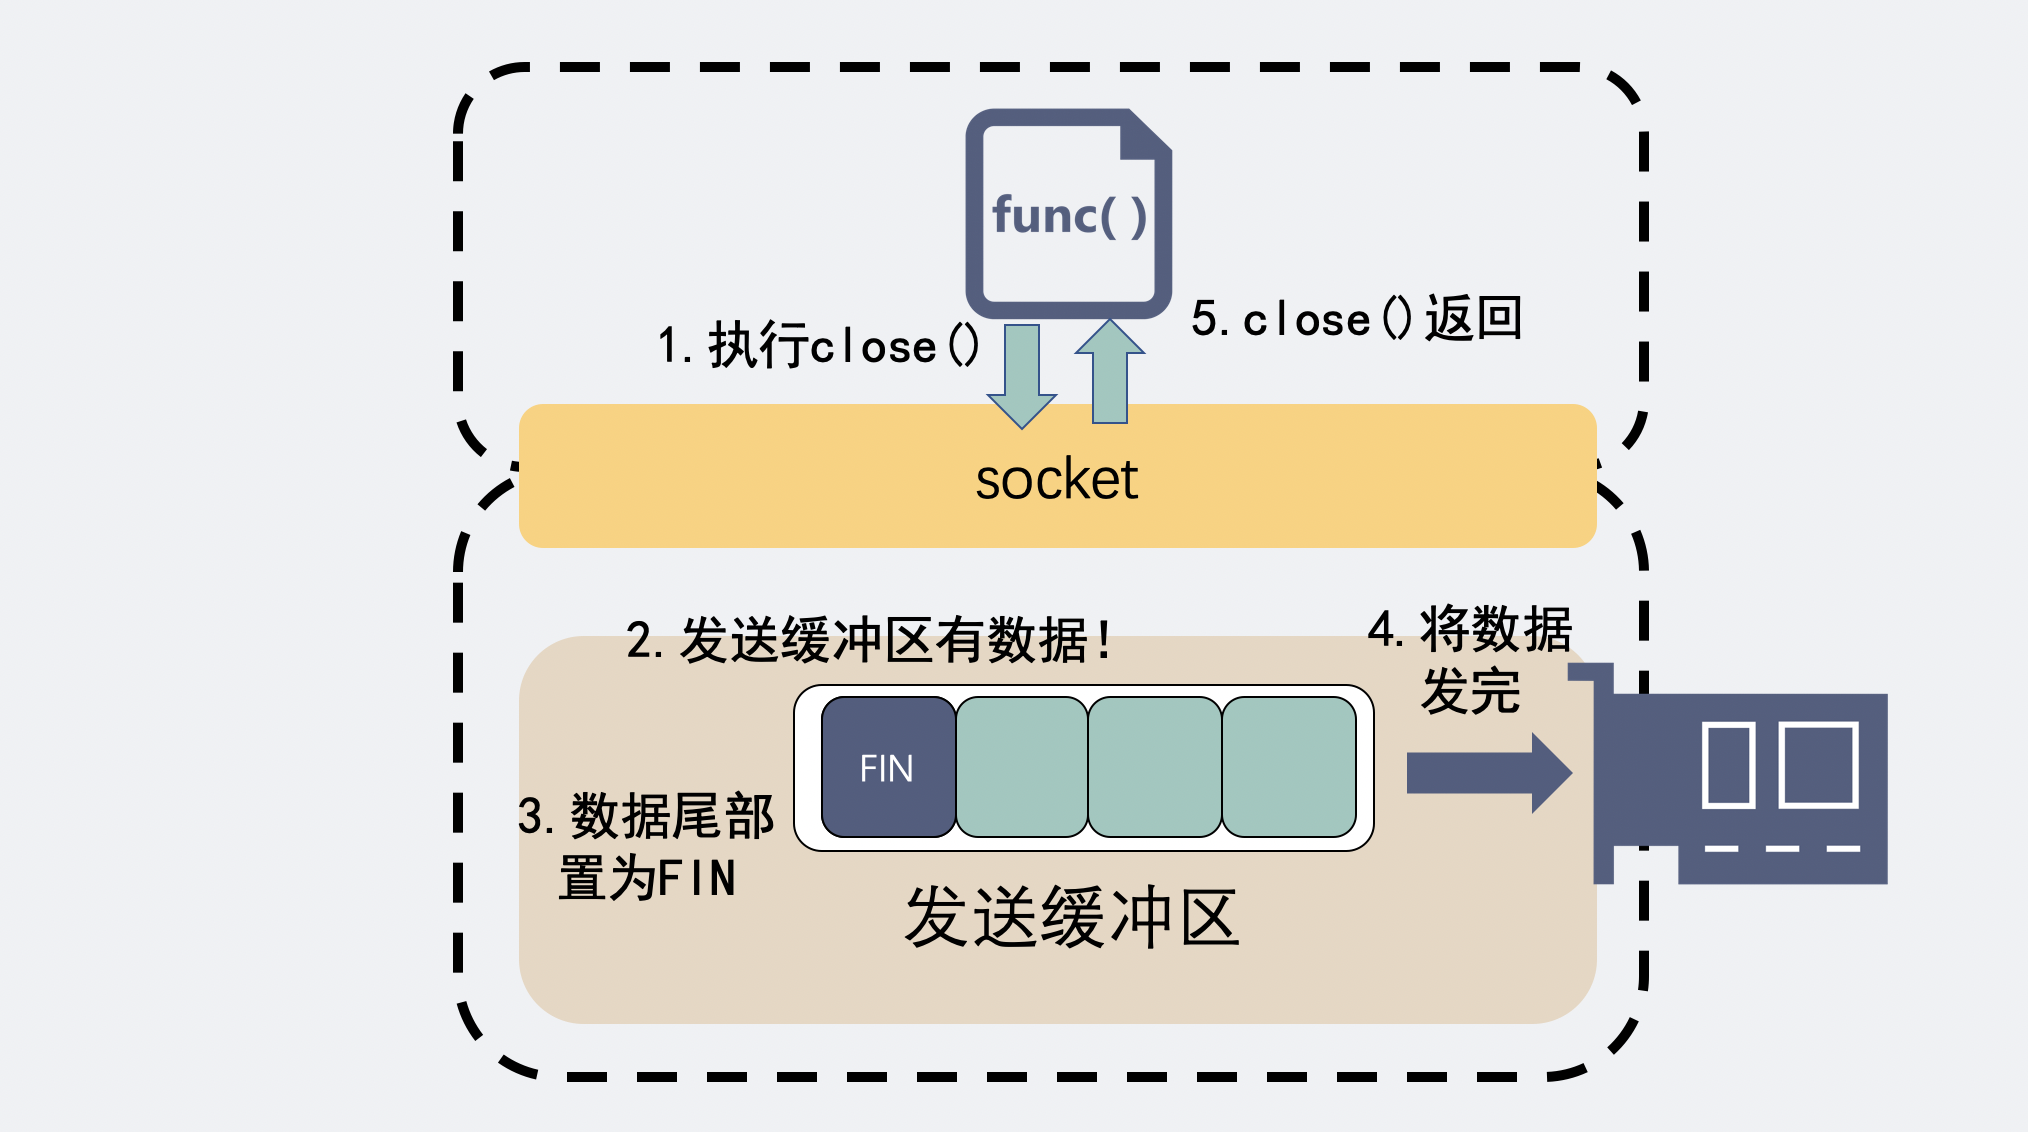 func()
1.执行close()
5.close()返回
socket
2.发送缓冲区有数据！
4.将数据
发完
FIN
3.数据尾部
置为FIN
发送缓冲区